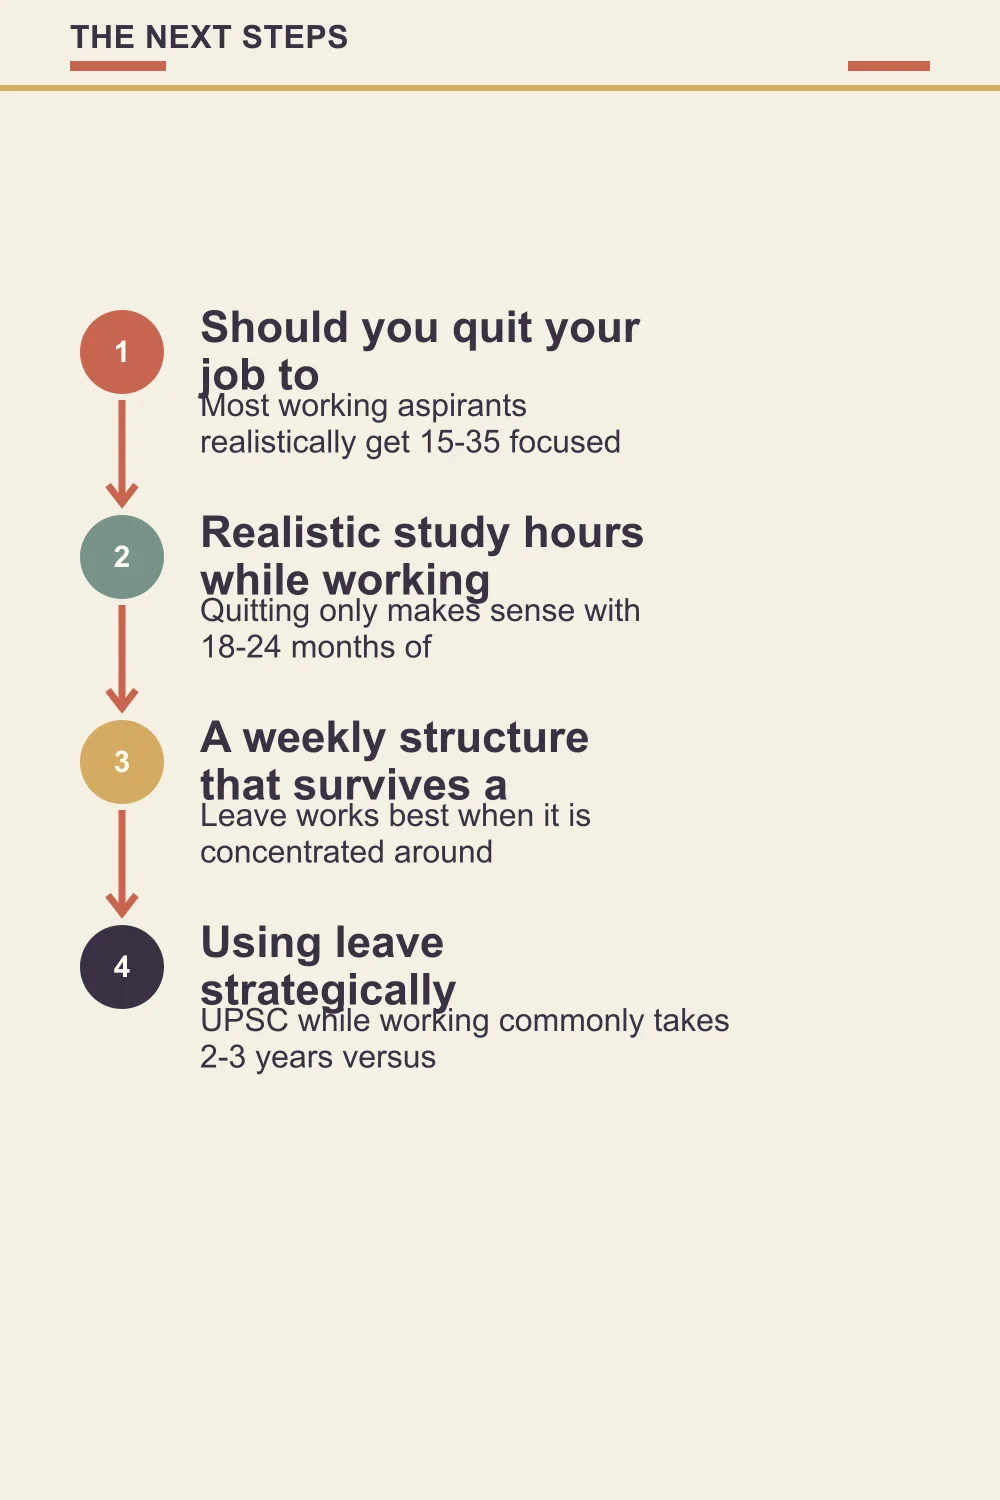 THE NEXT STEPS
1
Should you quit your
job to
Most working aspirants
realistically get 15-35 focused
2
Realistic study hours
while working
Quitting only makes sense with
18-24 months of
3
A weekly structure
that survives a
Leave works best when it is
concentrated around
4
Using leave
strategically
UPSC while working commonly takes
2-3 years versus